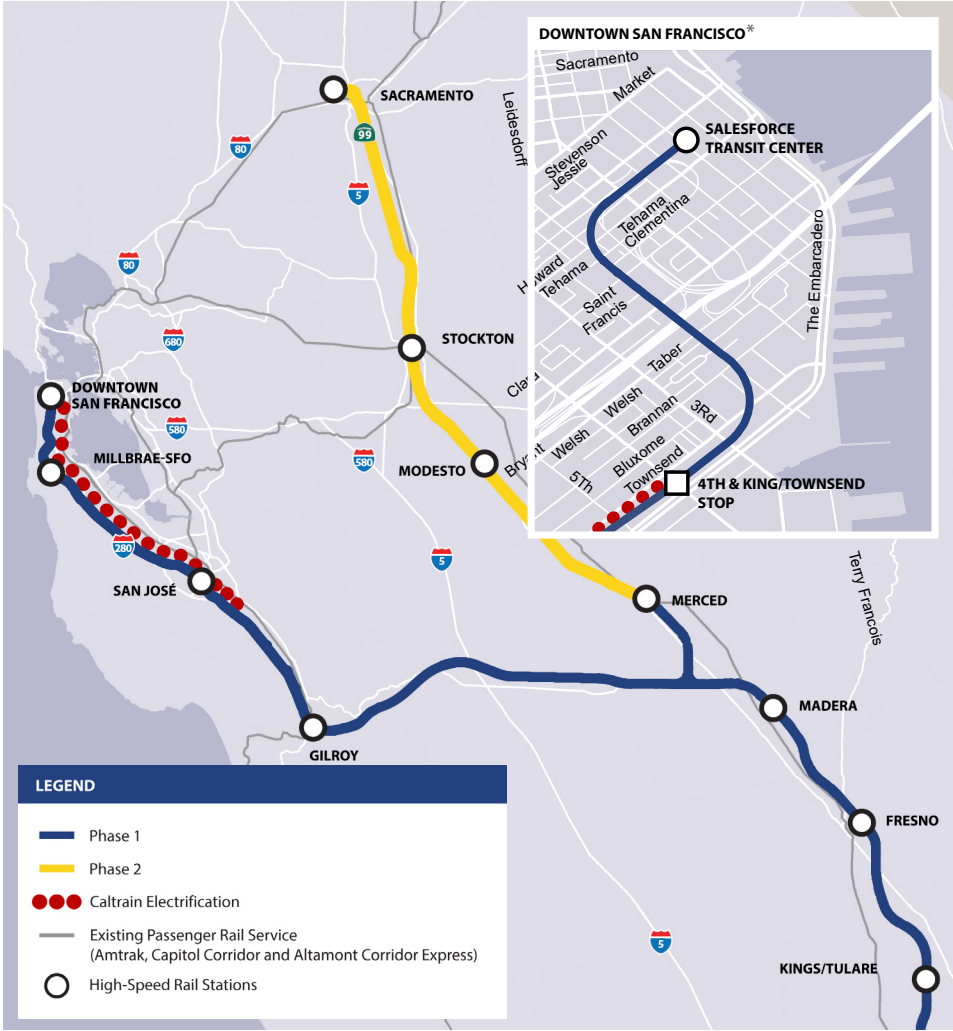 DOWNTOWN SAN FRANCISCO*
Sacramento
Market
Leidesdorff
SALESFORCE
TRANSIT CENTER
Stevenson
Jessie
Tehama
Clementina
Howard
Tehama
Saint
Francis
The Embarcadero
Taber
Clara
Welsh
Brannan
3Rd
Bryant
Welsh
Bluxome
Townsend
5Th
4TH & KING/TOWNSEND
STOP
Terry Francois
SACRAMENTO
99
80
5
80
680
STOCKTON
DOWNTOWN
SAN FRANCISCO
580
MILLBRAE-SFO
580
MODESTO
280
5
SAN JOSÉ
MERCED
MADERA
GILROY
FRESNO
5
KINGS/TULARE
LEGEND
Phase 1
Phase 2
Caltrain Electrification
Existing Passenger Rail Service
(Amtrak, Capitol Corridor and Altamont Corridor Express)
High-Speed Rail Stations